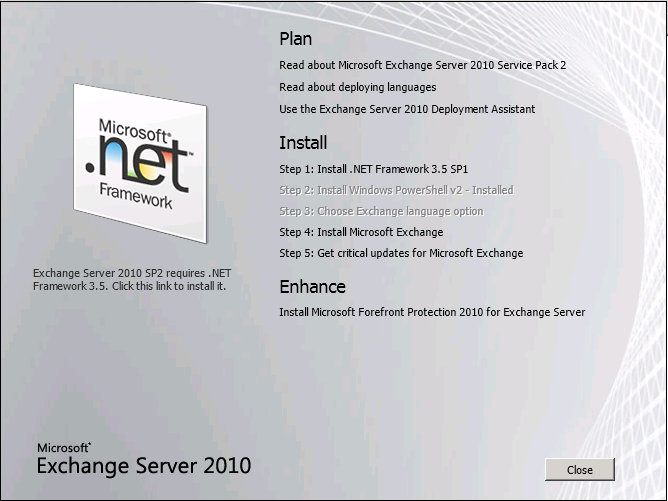 Plan
Read about Microsoft Exchange Server 2010 Service Pack 2
Read about deploying languages
Use the Exchange Server 2010 Deployment Assistant
Microsoft®
.net™
Framework
Install
Step 1: Install .NET Framework 3.5 SP1
Step 2: Install Windows PowerShell v2 - Installed
Step 3: Choose Exchange language option
Step 4: Install Microsoft Exchange
Step 5: Get critical updates for Microsoft Exchange
Exchange Server 2010 SP2 requires .NET
Framework 3.5. Click this link to install it.
Enhance
Install Microsoft Forefront Protection 2010 for Exchange Server
Microsoft®
Exchange Server 2010
Close